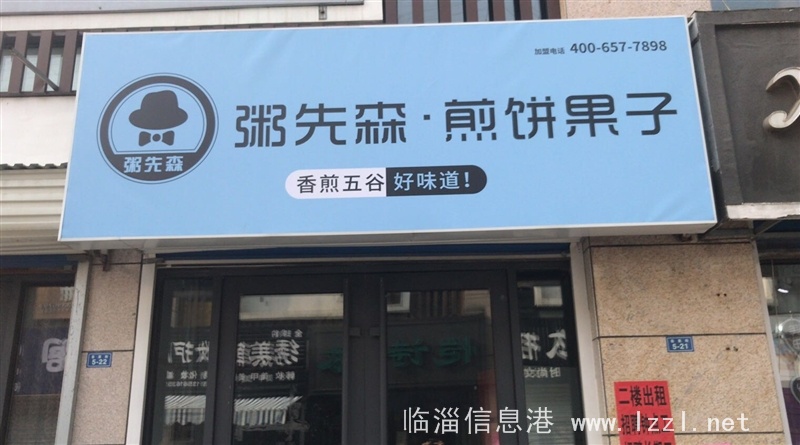 加盟电话 400-657-7898
粥先森·煎饼果子
粥先森
香煎五谷 好味道!
5-22
5-21
二楼出租
临淄信息港 www.lzzl.net